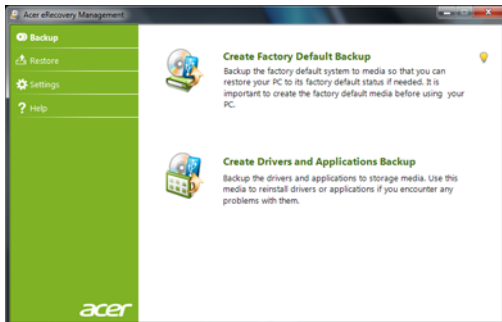 Acer eRecovery Management
Backup
Restore
Settings
Help
Create Factory Default Backup
Backup the factory default system to media so that you can
restore your PC to its factory default status if needed. It is
important to create the factory default media before using your
PC.
Create Drivers and Applications Backup
Backup the drivers and applications to storage media. Use this
media to reinstall drivers or applications if you encounter any
problems with them.
acer